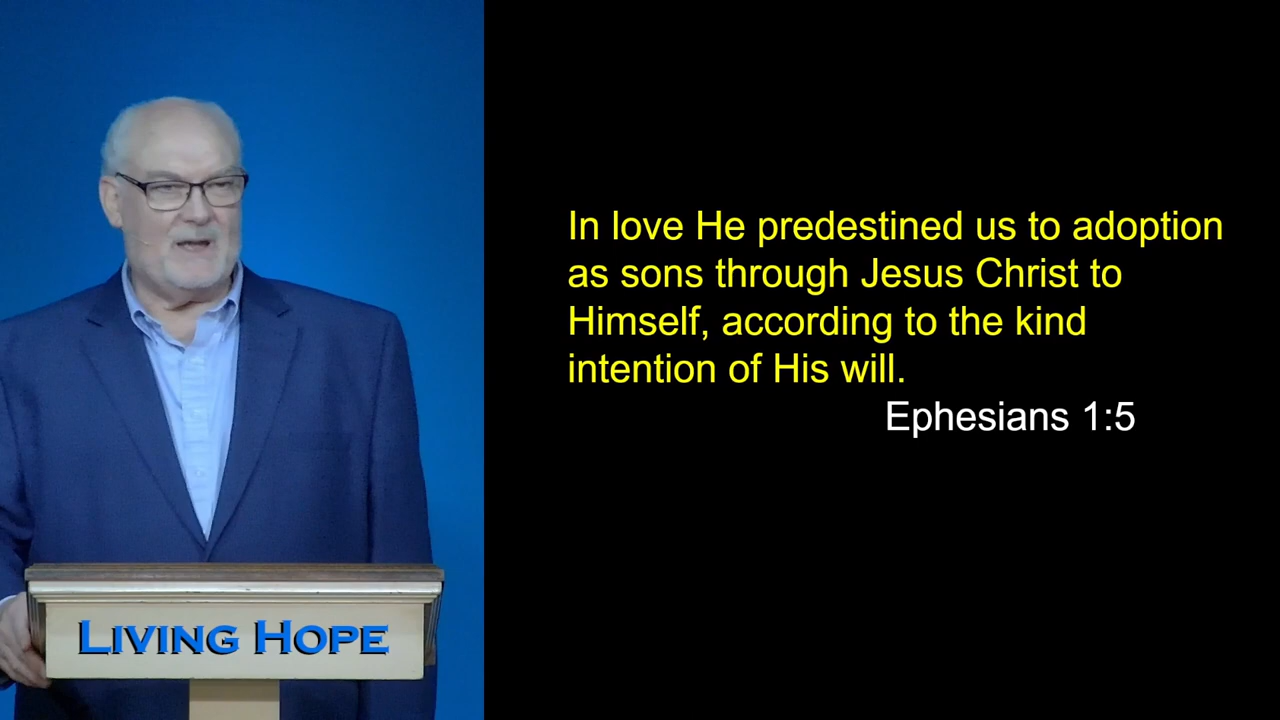 LIVING HOPE
In love He predestined us to adoption
as sons through Jesus Christ to
Himself, according to the kind
intention of His will.
Ephesians 1:5